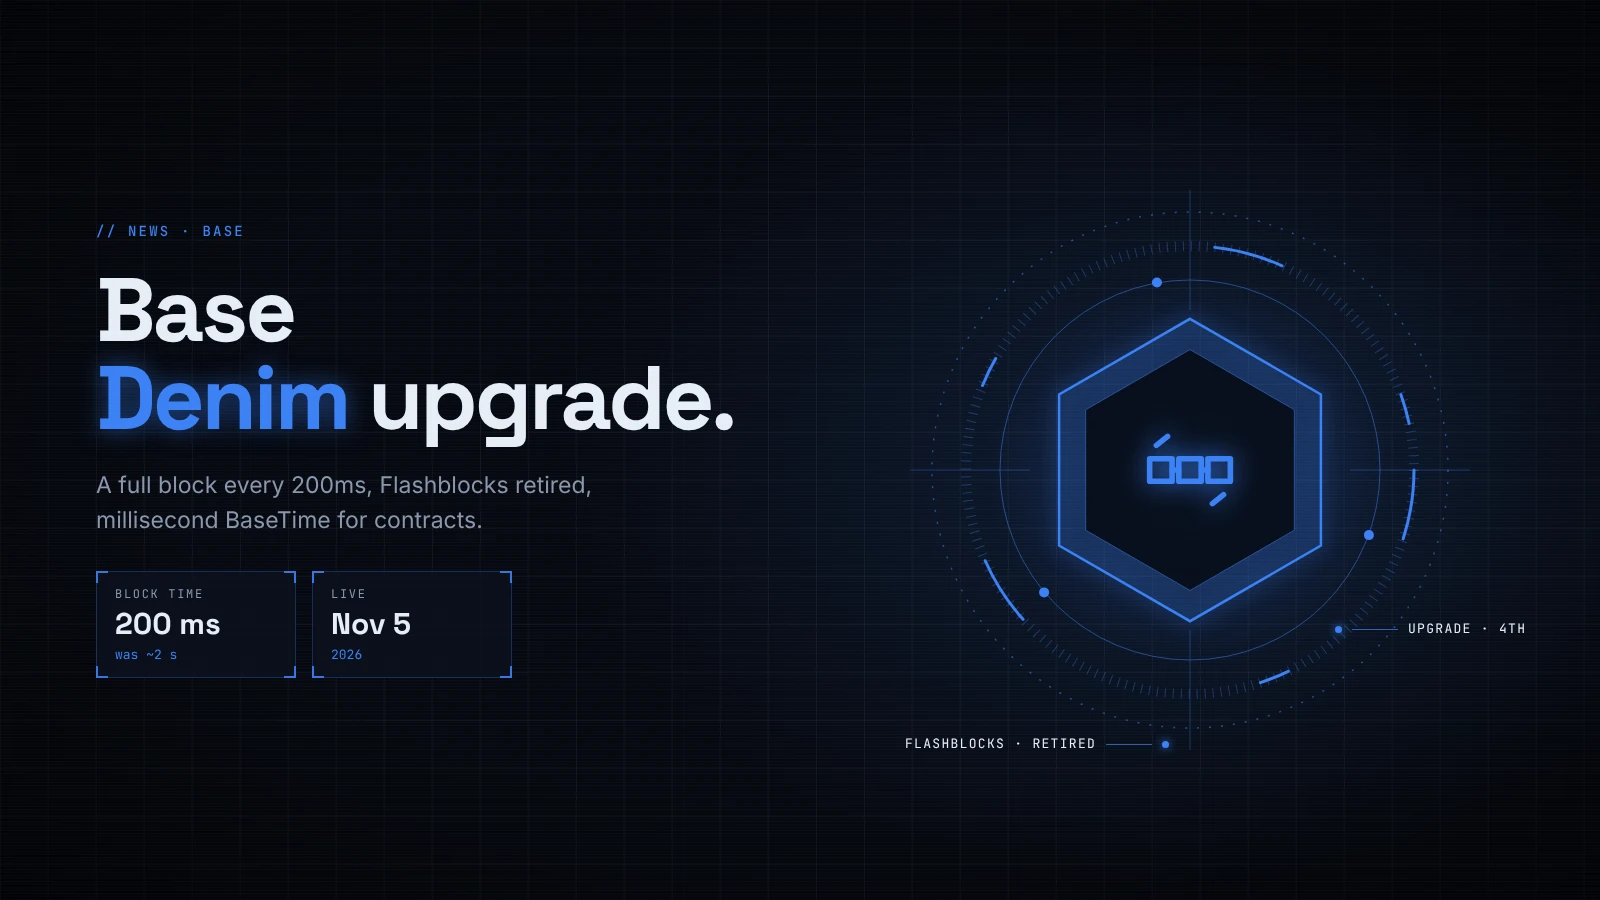 // NEWS · BASE
Base
Denim upgrade.
A full block every 200ms, Flashblocks retired,
millisecond BaseTime for contracts.
BLOCK TIME
200 ms
was ~2 s
LIVE
Nov 5
2026
UPGRADE · 4TH
FLASHBLOCKS · RETIRED